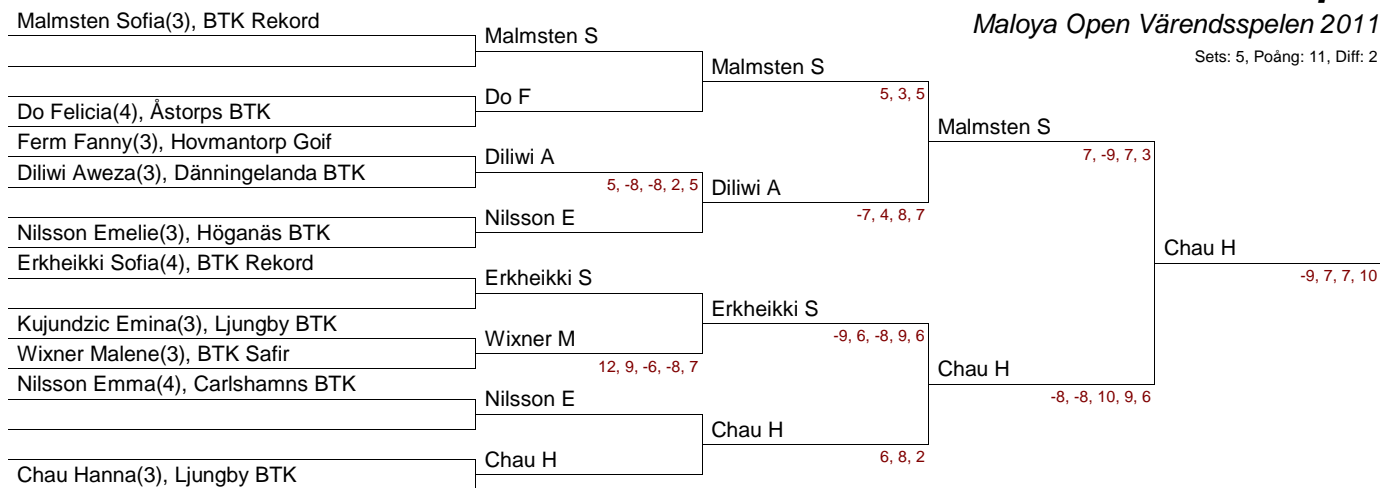 Maloya Open Värendsspelen 2011
Sets: 5, Poång: 11, Diff: 2
Malmsten Sofia(3), BTK Rekord
Do Felicia(4), Åstorps BTK
Ferm Fanny(3), Hovmantorp Goif
Diliwi Aweza(3), Dänningelanda BTK
Nilsson Emelie(3), Höganäs BTK
Erkheikki Sofia(4), BTK Rekord
Kujundzic Emina(3), Ljungby BTK
Wixner Malene(3), BTK Safir
Nilsson Emma(4), Carlshamns BTK
Chau Hanna(3), Ljungby BTK
Malmsten S
Do F
Diliwi A
5, -8, -8, 2, 5
Nilsson E
Erkheikki S
Wixner M
12, 9, -6, -8, 7
Nilsson E
Chau H
Malmsten S
5, 3, 5
Diliwi A
-7, 4, 8, 7
Erkheikki S
-9, 6, -8, 9, 6
Chau H
6, 8, 2
Malmsten S
7, -9, 7, 3
Chau H
-8, -8, 10, 9, 6
Chau H
-9, 7, 7, 10